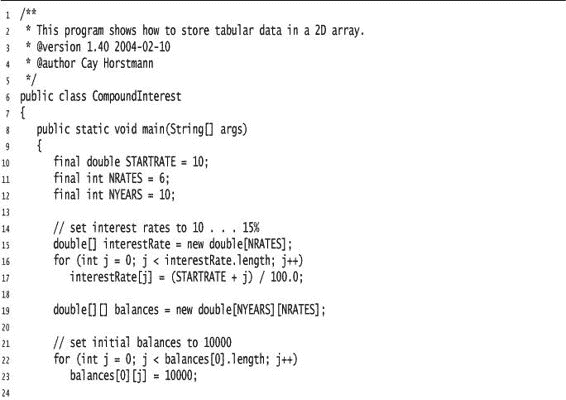 1 /**
2  * This program shows how to store tabular data in a 2D array.
3  * @version 1.40 2004-02-10
4  * @author Cay Horstmann
5  */
6 public class CompoundInterest
7 {
8    public static void main(String[] args)
9    {
10       final double STARTRATE = 10;
11       final int NRATES = 6;
12       final int NYEARS = 10;
13
14       // set interest rates to 10 . . . 15%
15       double[] interestRate = new double[NRATES];
16       for (int j = 0; j < interestRate.length; j++)
17          interestRate[j] = (STARTRATE + j) / 100.0;
18
19       double[][] balances = new double[NYEARS][NRATES];
20
21       // set initial balances to 10000
22       for (int j = 0; j < balances[0].length; j++)
23          balances[0][j] = 10000;
24